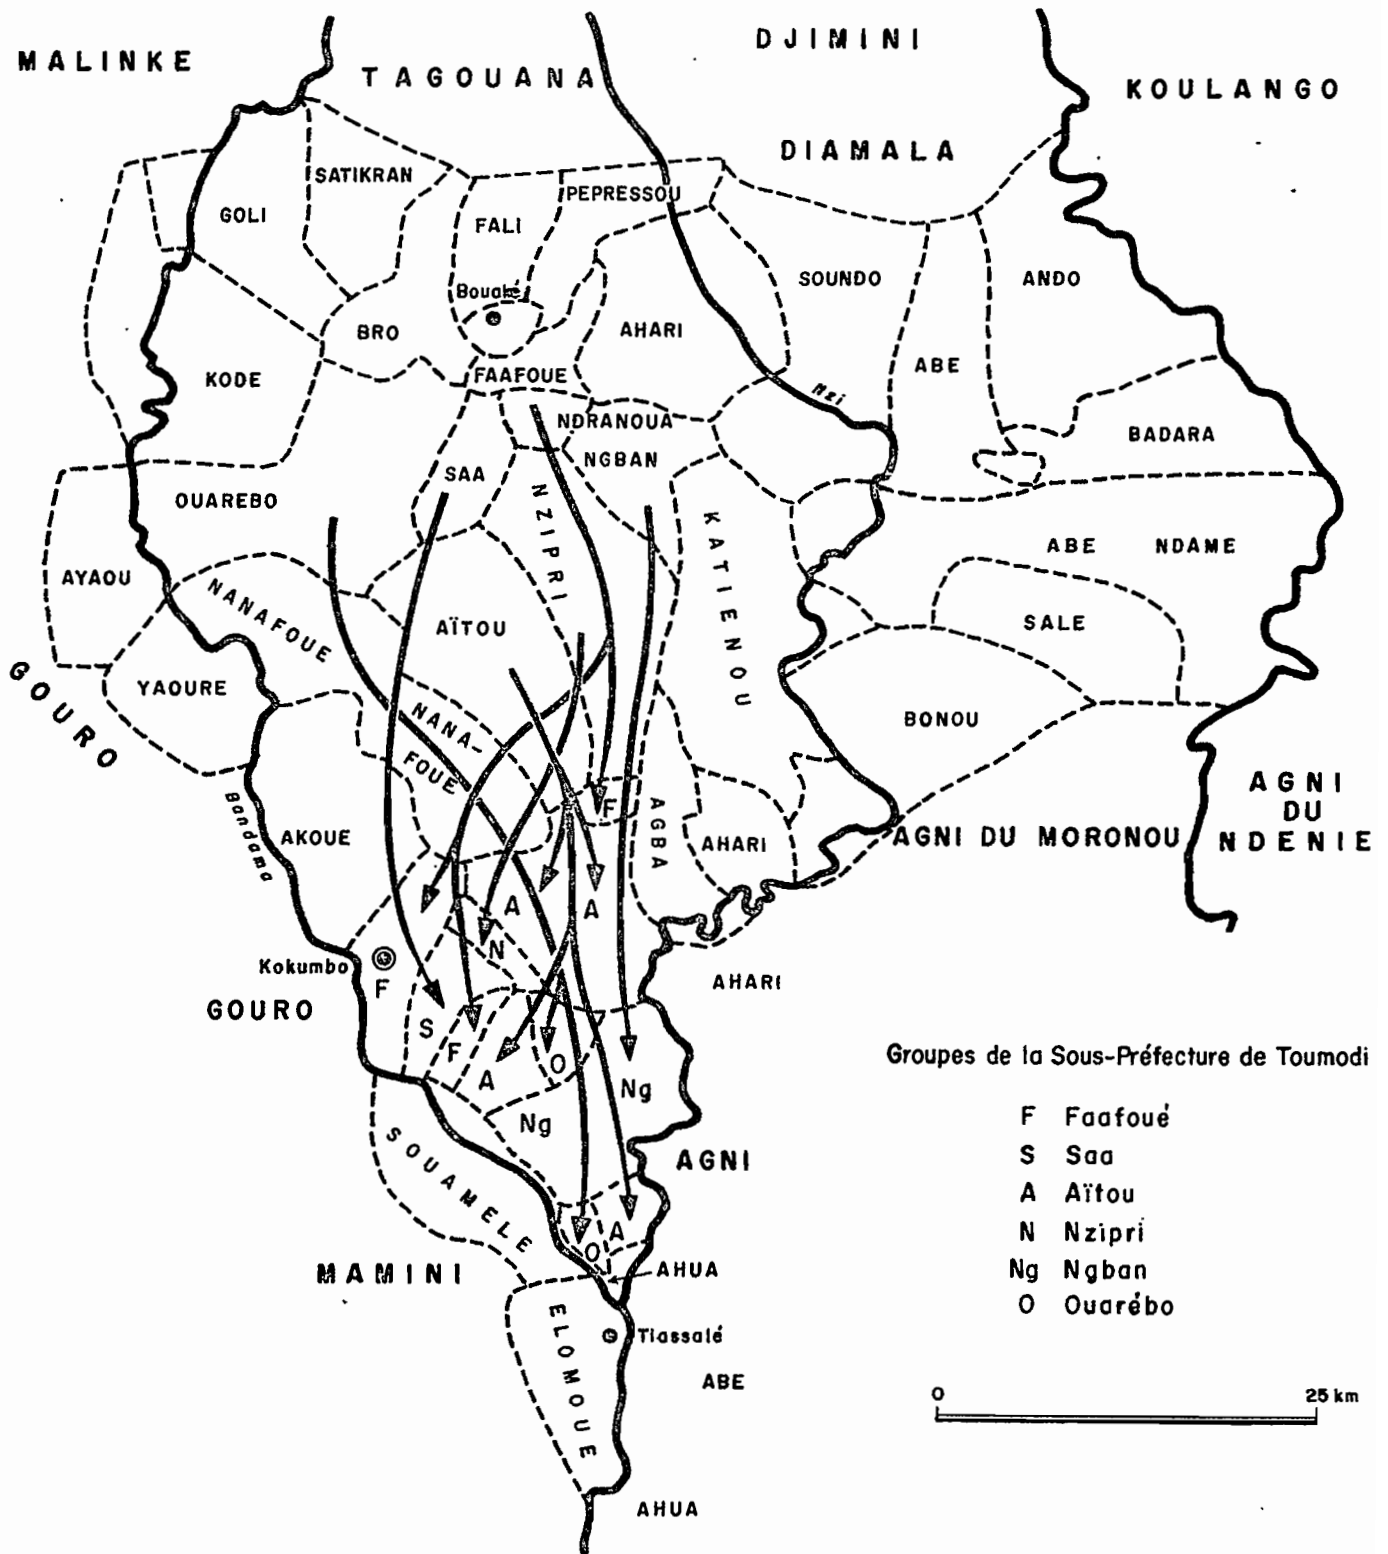 MALINKE
TAGOUANA
DJIMINI
KOULANGO
DIAMALA
SATIKRAN
PEPRESSOU
GOLI
FALI
SOUNDO
ANDO
Bouaké
BRO
AHARI
ABE
KODE
FAAFOUE
Nzi
NDRANOUA
BADARA
NGBAN
SAA
OUAREBO
NZIPRI
KATIENOU
ABE NDAME
AYAOU
NANAFOUE
AÏTOU
SALE
GOURO
YAOURE
NANA-
FOUE
BONOU
AGNI
DU
NDENIE
Bandama
AKOUE
F
AGBA
AHARI
AGNI DU MORONOU
A
A
N
Kokumbo
F
AHARI
GOURO
S
F
A
O
Ng
Ng
SOUAMELE
AGNI
A
O
MAMINI
AHUA
ELOMOUE
Tiassalé
ABE
AHUA
Groupes de la Sous-Préfecture de Toumodi
F Faafoué
S Saa
A Aïtou
N Nzipri
Ng Ngban
O Ouarébo
0 25 km